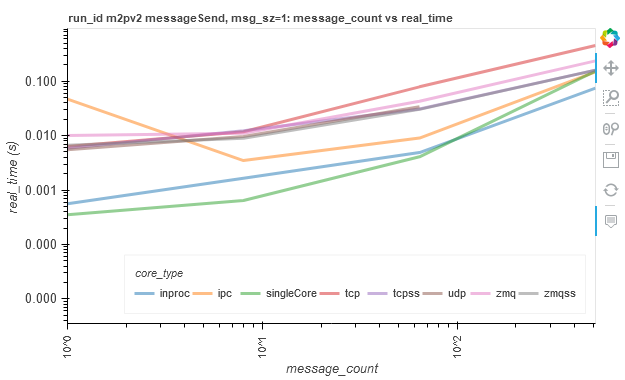 run_id m2pv2 messageSend, msg_sz=1: message_count vs real_time
0.100
0.010
0.001
0.000
0.000
real_time (s)
core_type
inproc ipc singleCore tcp tcpss udp zmq zmqss
10^0 10^1 10^2
message_count